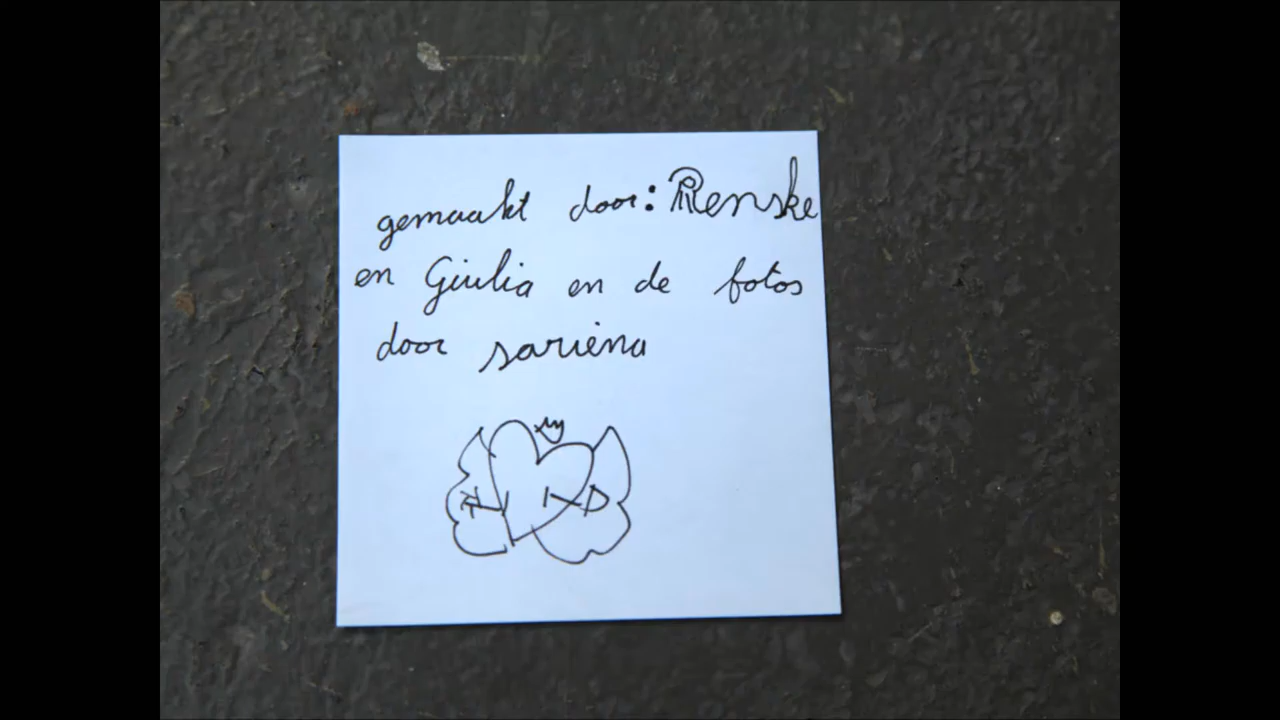 gemaakt door: Renske
en Giulia en de fotos
door sariena